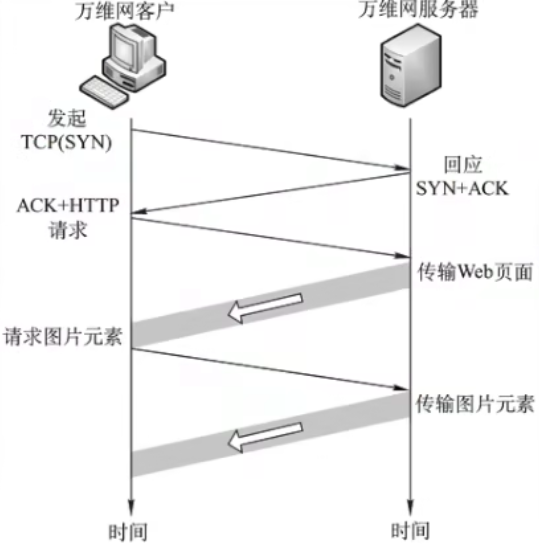 万维网客户
万维网服务器
发起
TCP(SYN)
回应
SYN+ACK
ACK+HTTP
请求
传输Web页面
请求图片元素
传输图片元素
时间
时间